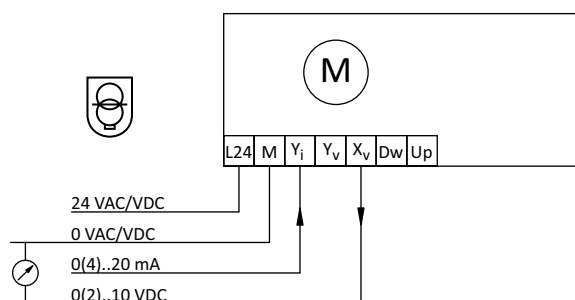 M
L24 M Yi Yv Xv Dw Up
24 VAC/VDC
0 VAC/VDC
0(4)..20 mA
0(2)..10 VDC